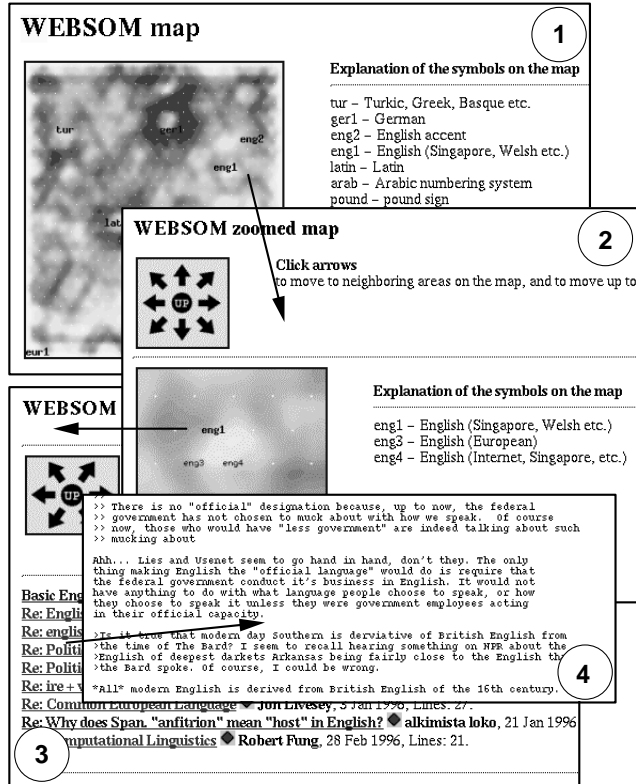 WEBSOM map
1
Explanation of the symbols on the map
tur – Turkic, Greek, Basque etc.
ger1 – German
eng2 – English accent
eng1 – English (Singapore, Welsh etc.)
latin – Latin
arab – Arabic numbering system
pound – pound sign
tur
ger1
eng2
eng1
lat
eur1
WEBSOM zoomed map
2
UP
Click arrows
to move to neighboring areas on the map, and to move up to
Explanation of the symbols on the map
eng1 – English (Singapore, Welsh etc.)
eng3 – English (European)
eng4 – English (Internet, Singapore, etc.)
eng1
eng3 eng4
WEBSOM
UP
>> There is no "official" designation because, up to now, the federal
>> government has not chosen to muck about with how we speak. Of course
>> now, those who would have "less government" are indeed talking about such
>> mucking about
Ahh... Lies and Usenet seem to go hand in hand, don't they. The only
thing making English the "official language" would do is require that
the federal government conduct it's business in English. It would not
have anything to do with what language people choose to speak, or how
they choose to speak it unless they were government employees acting
in their official capacity.
>Is it true that modern day Southern is derviative of British English from
>the time of The Bard? I seem to recall hearing something on NPR about the
>English of deepest darkets Arkansas being fairly close to the English th
>the Bard spoke. Of course, I could be wrong.
*All* modern English is derived from British English of the 16th century.
4
Basic Eng
Re: Englis
Re: english
Re: Politi
Re: Politi
Re: ire + v
Re: Common European Language Jon Livesey, 3 Jan 1996, Lines: 27.
Re: Why does Span. "anfitrion" mean "host" in English? alkimista loko, 21 Jan 1996
mputational Linguistics Robert Fung, 28 Feb 1996, Lines: 21.
3